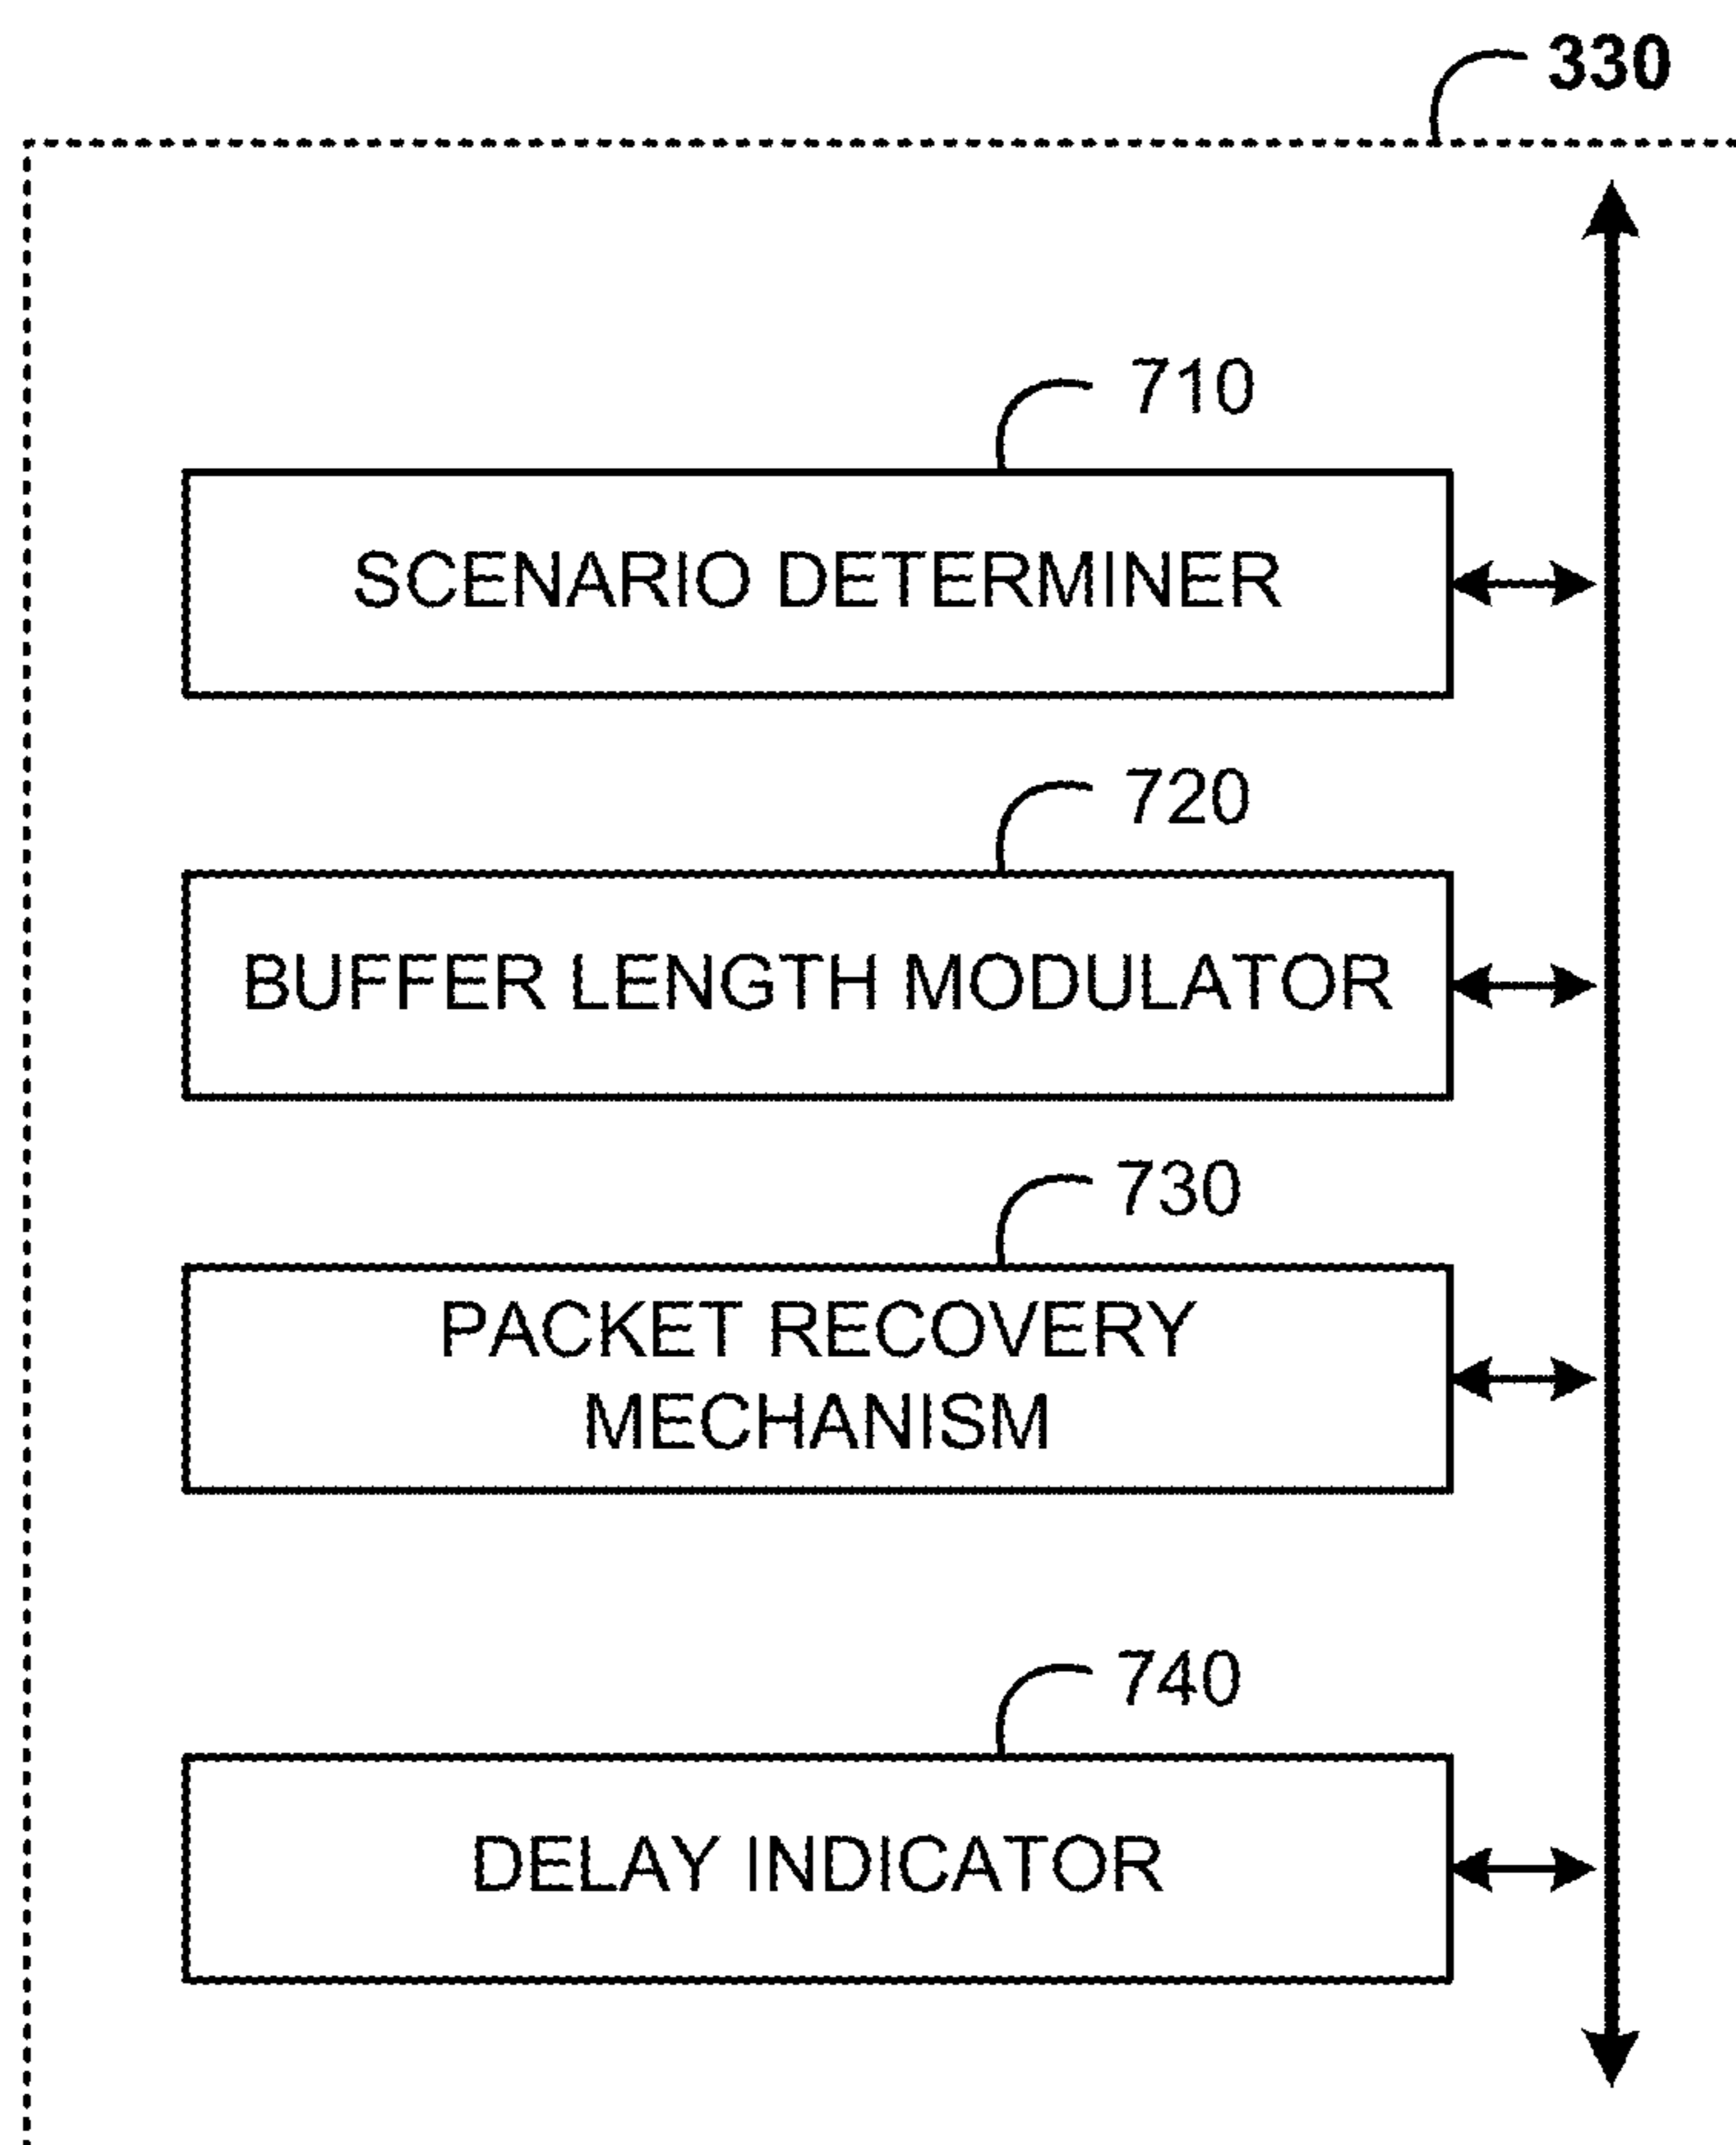 330
710
SCENARIO DETERMINER
720
BUFFER LENGTH MODULATOR
730
PACKET RECOVERY
MECHANISM
740
DELAY INDICATOR